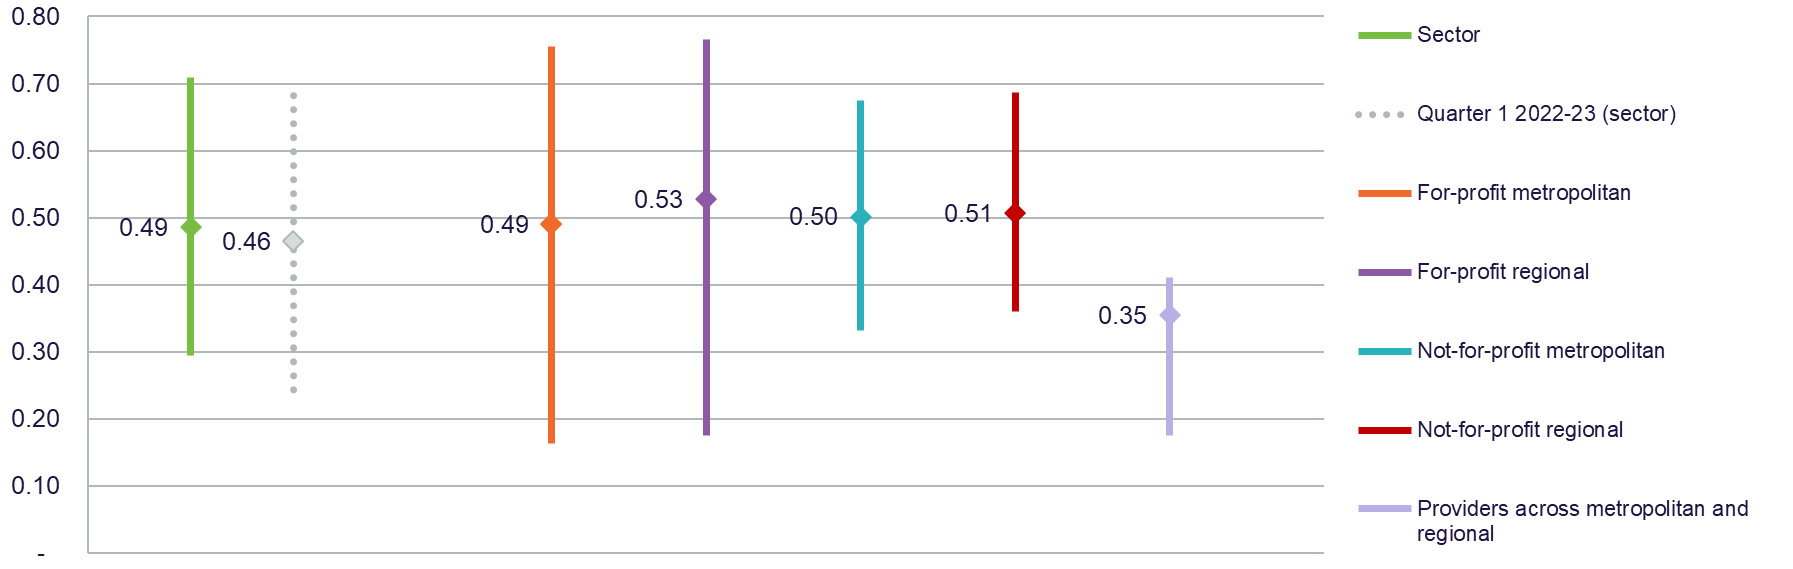 0.80
0.70
0.60
0.50
0.40
0.30
0.20
0.10
-
0.49
0.46
0.49
0.53
0.50
0.51
0.35
Sector
Quarter 1 2022-23 (sector)
For-profit metropolitan
For-profit regional
Not-for-profit metropolitan
Not-for-profit regional
Providers across metropolitan and
regional